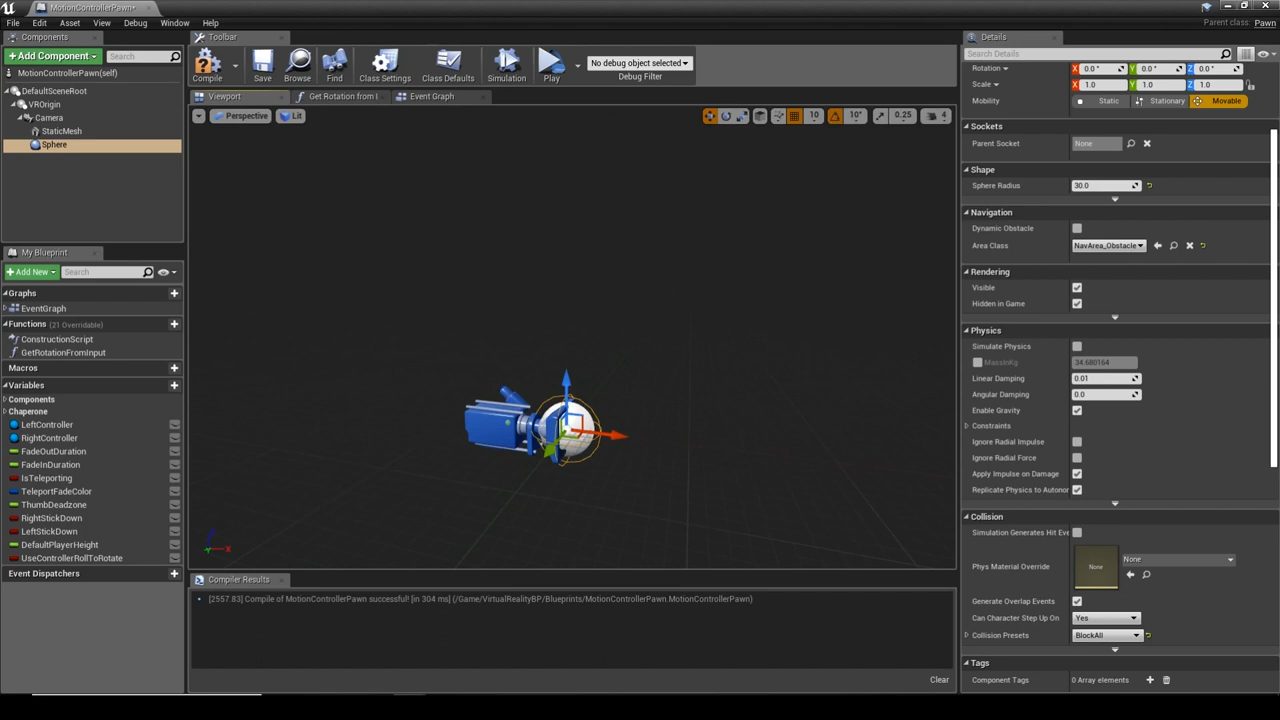 MotionControllerPawn*
File Edit Asset View Debug Window Help
Parent class: Pawn
Components
+ Add Component
Search
MotionControllerPawn(self)
DefaultSceneRoot
VROrigin
Camera
StaticMesh
Sphere
My Blueprint
+ Add New
Search
Graphs
EventGraph
Functions (21 Overridable)
ConstructionScript
GetRotationFromInput
Macros
Variables
Components
Chaperone
LeftController
RightController
FadeOutDuration
FadeInDuration
IsTeleporting
TeleportFadeColor
ThumbDeadzone
RightStickDown
LeftStickDown
DefaultPlayerHeight
UseControllerRollToRotate
Event Dispatchers
Toolbar
Compile
Save
Browse
Find
Class Settings
Class Defaults
Simulation
Play
No debug object selected
Debug Filter
Viewport
Get Rotation from I
Event Graph
Perspective
Lit
10
10°
0.25
4
X
Compiler Results
[2557.83] Compile of MotionControllerPawn successful! [in 304 ms] (/Game/VirtualRealityBP/Blueprints/MotionControllerPawn.MotionControllerPawn)
Clear
Details
Search Details
Rotation X 0.0 ° Y 0.0 ° Z 0.0 °
Scale X 1.0 Y 1.0 Z 1.0
Mobility Static Stationary Movable
Sockets
Parent Socket None
Shape
Sphere Radius 30.0
Navigation
Dynamic Obstacle
Area Class NavArea_Obstacle
Rendering
Visible
Hidden in Game
Physics
Simulate Physics
MassInKg 34.680164
Linear Damping 0.01
Angular Damping 0.0
Enable Gravity
Constraints
Ignore Radial Impulse
Ignore Radial Force
Apply Impulse on Damage
Replicate Physics to Autonor
Collision
Simulation Generates Hit Eve
Phys Material Override None None
Generate Overlap Events
Can Character Step Up On Yes
Collision Presets BlockAll
Tags
Component Tags 0 Array elements